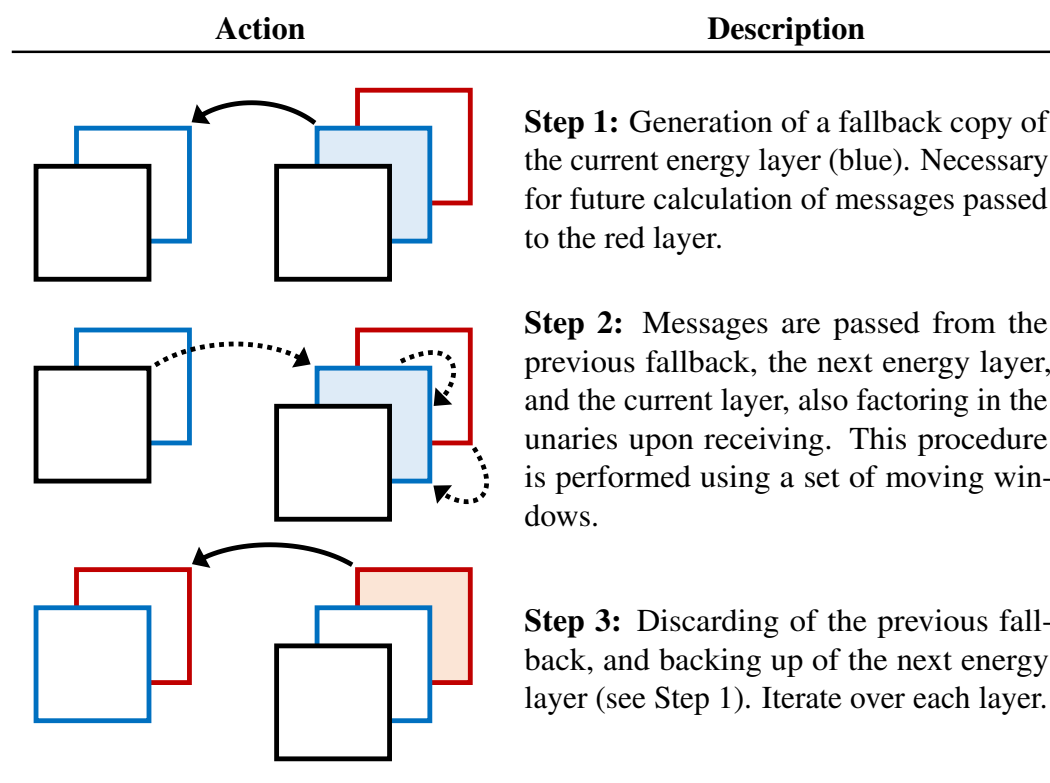 Action Description
Step 1: Generation of a fallback copy of
the current energy layer (blue). Necessary
for future calculation of messages passed
to the red layer.
Step 2: Messages are passed from the
previous fallback, the next energy layer,
and the current layer, also factoring in the
unaries upon receiving. This procedure
is performed using a set of moving win-
dows.
Step 3: Discarding of the previous fall-
back, and backing up of the next energy
layer (see Step 1). Iterate over each layer.